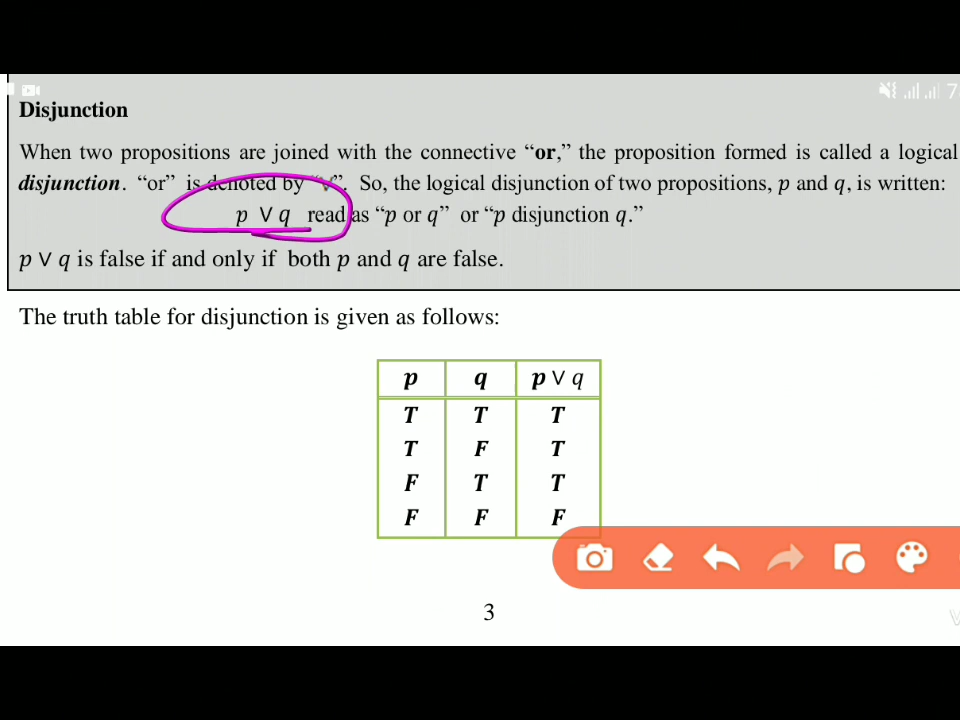 7
Disjunction
When two propositions are joined with the connective “or,” the proposition formed is called a logical
disjunction. “or” is denoted by “∨”. So, the logical disjunction of two propositions, p and q, is written:
p ∨ q read as “p or q” or “p disjunction q.”
p ∨ q is false if and only if both p and q are false.
The truth table for disjunction is given as follows:
p q p ∨ q
T T T
T F T
F T T
F F F
3